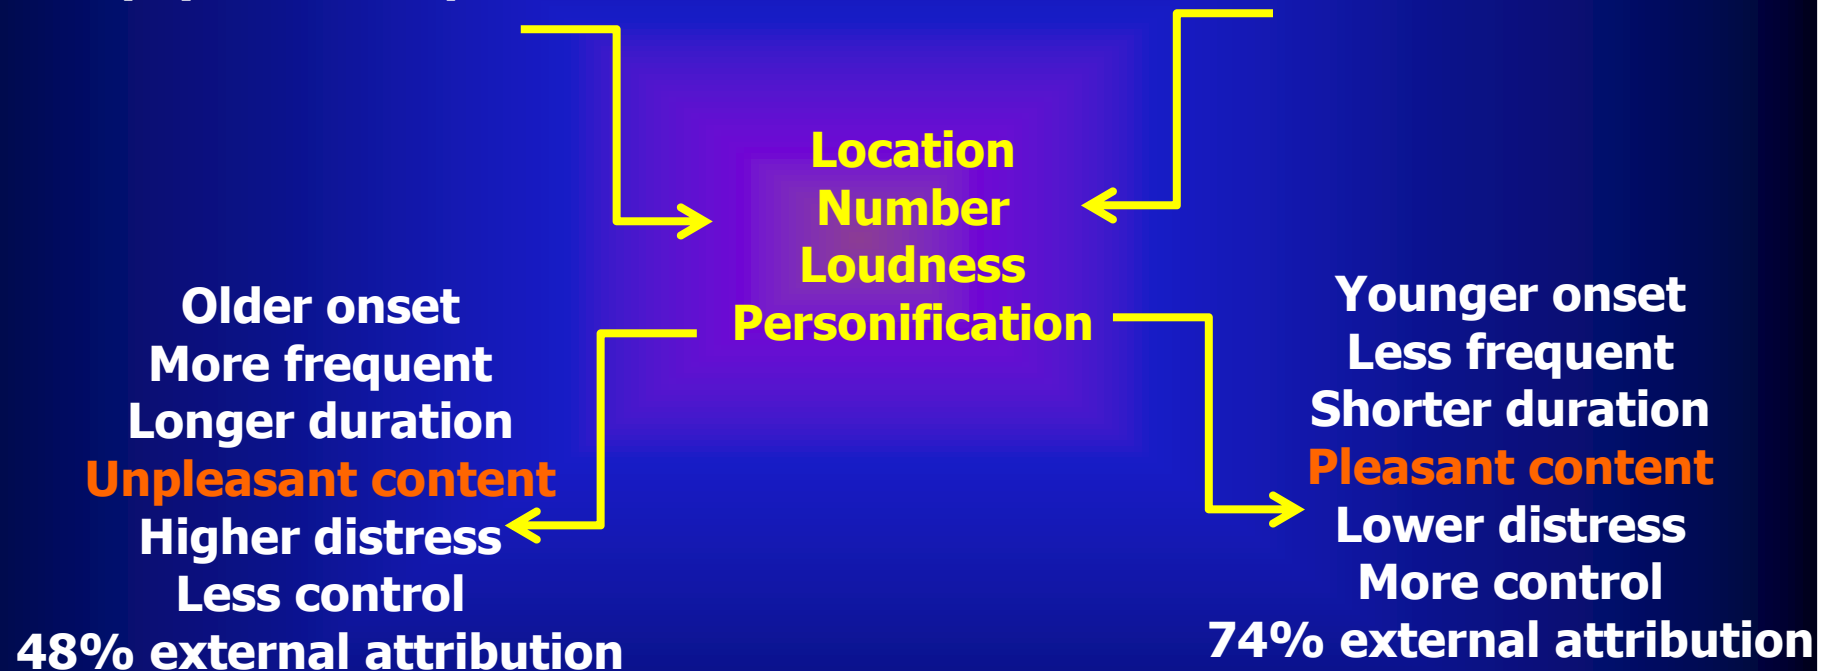 Location
Number
Loudness
Personification
Older onset
More frequent
Longer duration
Unpleasant content
Higher distress
Less control
48% external attribution
Younger onset
Less frequent
Shorter duration
Pleasant content
Lower distress
More control
74% external attribution